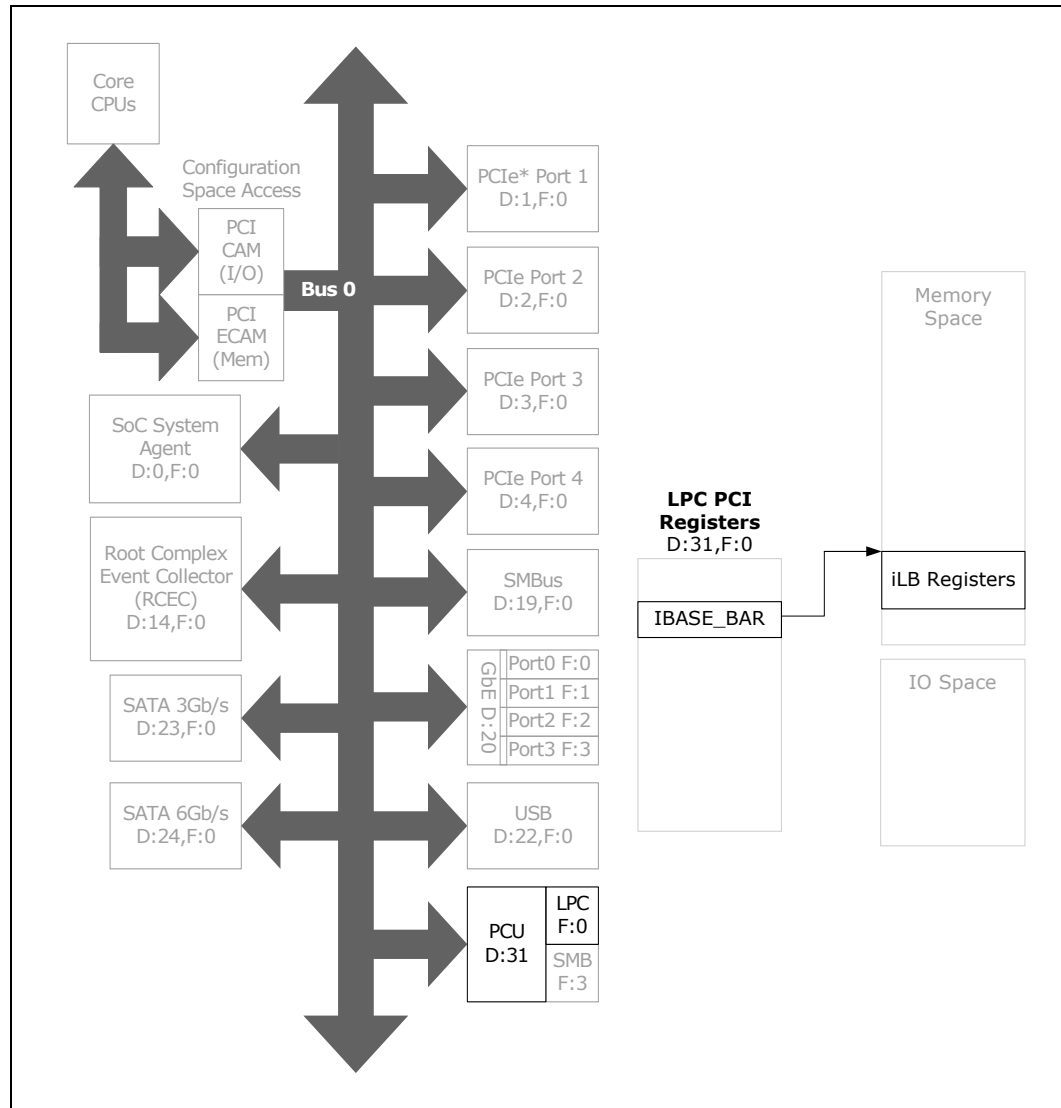 Core
CPUs
Configuration
Space Access
PCI
CAM
(I/O)
PCI
ECAM
(Mem)
Bus 0
SoC System
Agent
D:0,F:0
Root Complex
Event Collector
(RCEC)
D:14,F:0
SATA 3Gb/s
D:23,F:0
SATA 6Gb/s
D:24,F:0
PCIe* Port 1
D:1,F:0
PCIe Port 2
D:2,F:0
PCIe Port 3
D:3,F:0
PCIe Port 4
D:4,F:0
SMBus
D:19,F:0
GbE D:20
Port0 F:0
Port1 F:1
Port2 F:2
Port3 F:3
USB
D:22,F:0
PCU
D:31
LPC
F:0
SMB
F:3
LPC PCI
Registers
D:31,F:0
IBASE_BAR
Memory
Space
iLB Registers
IO Space